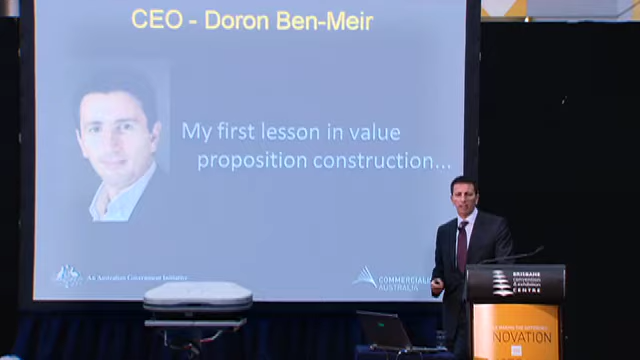 CEO - Doron Ben-Meir
My first lesson in value
proposition construction...
An Australian Government Initiative
COMMERCIALISATION
AUSTRALIA
BRISBANE
convention
& exhibition
CENTRE
NOVATION